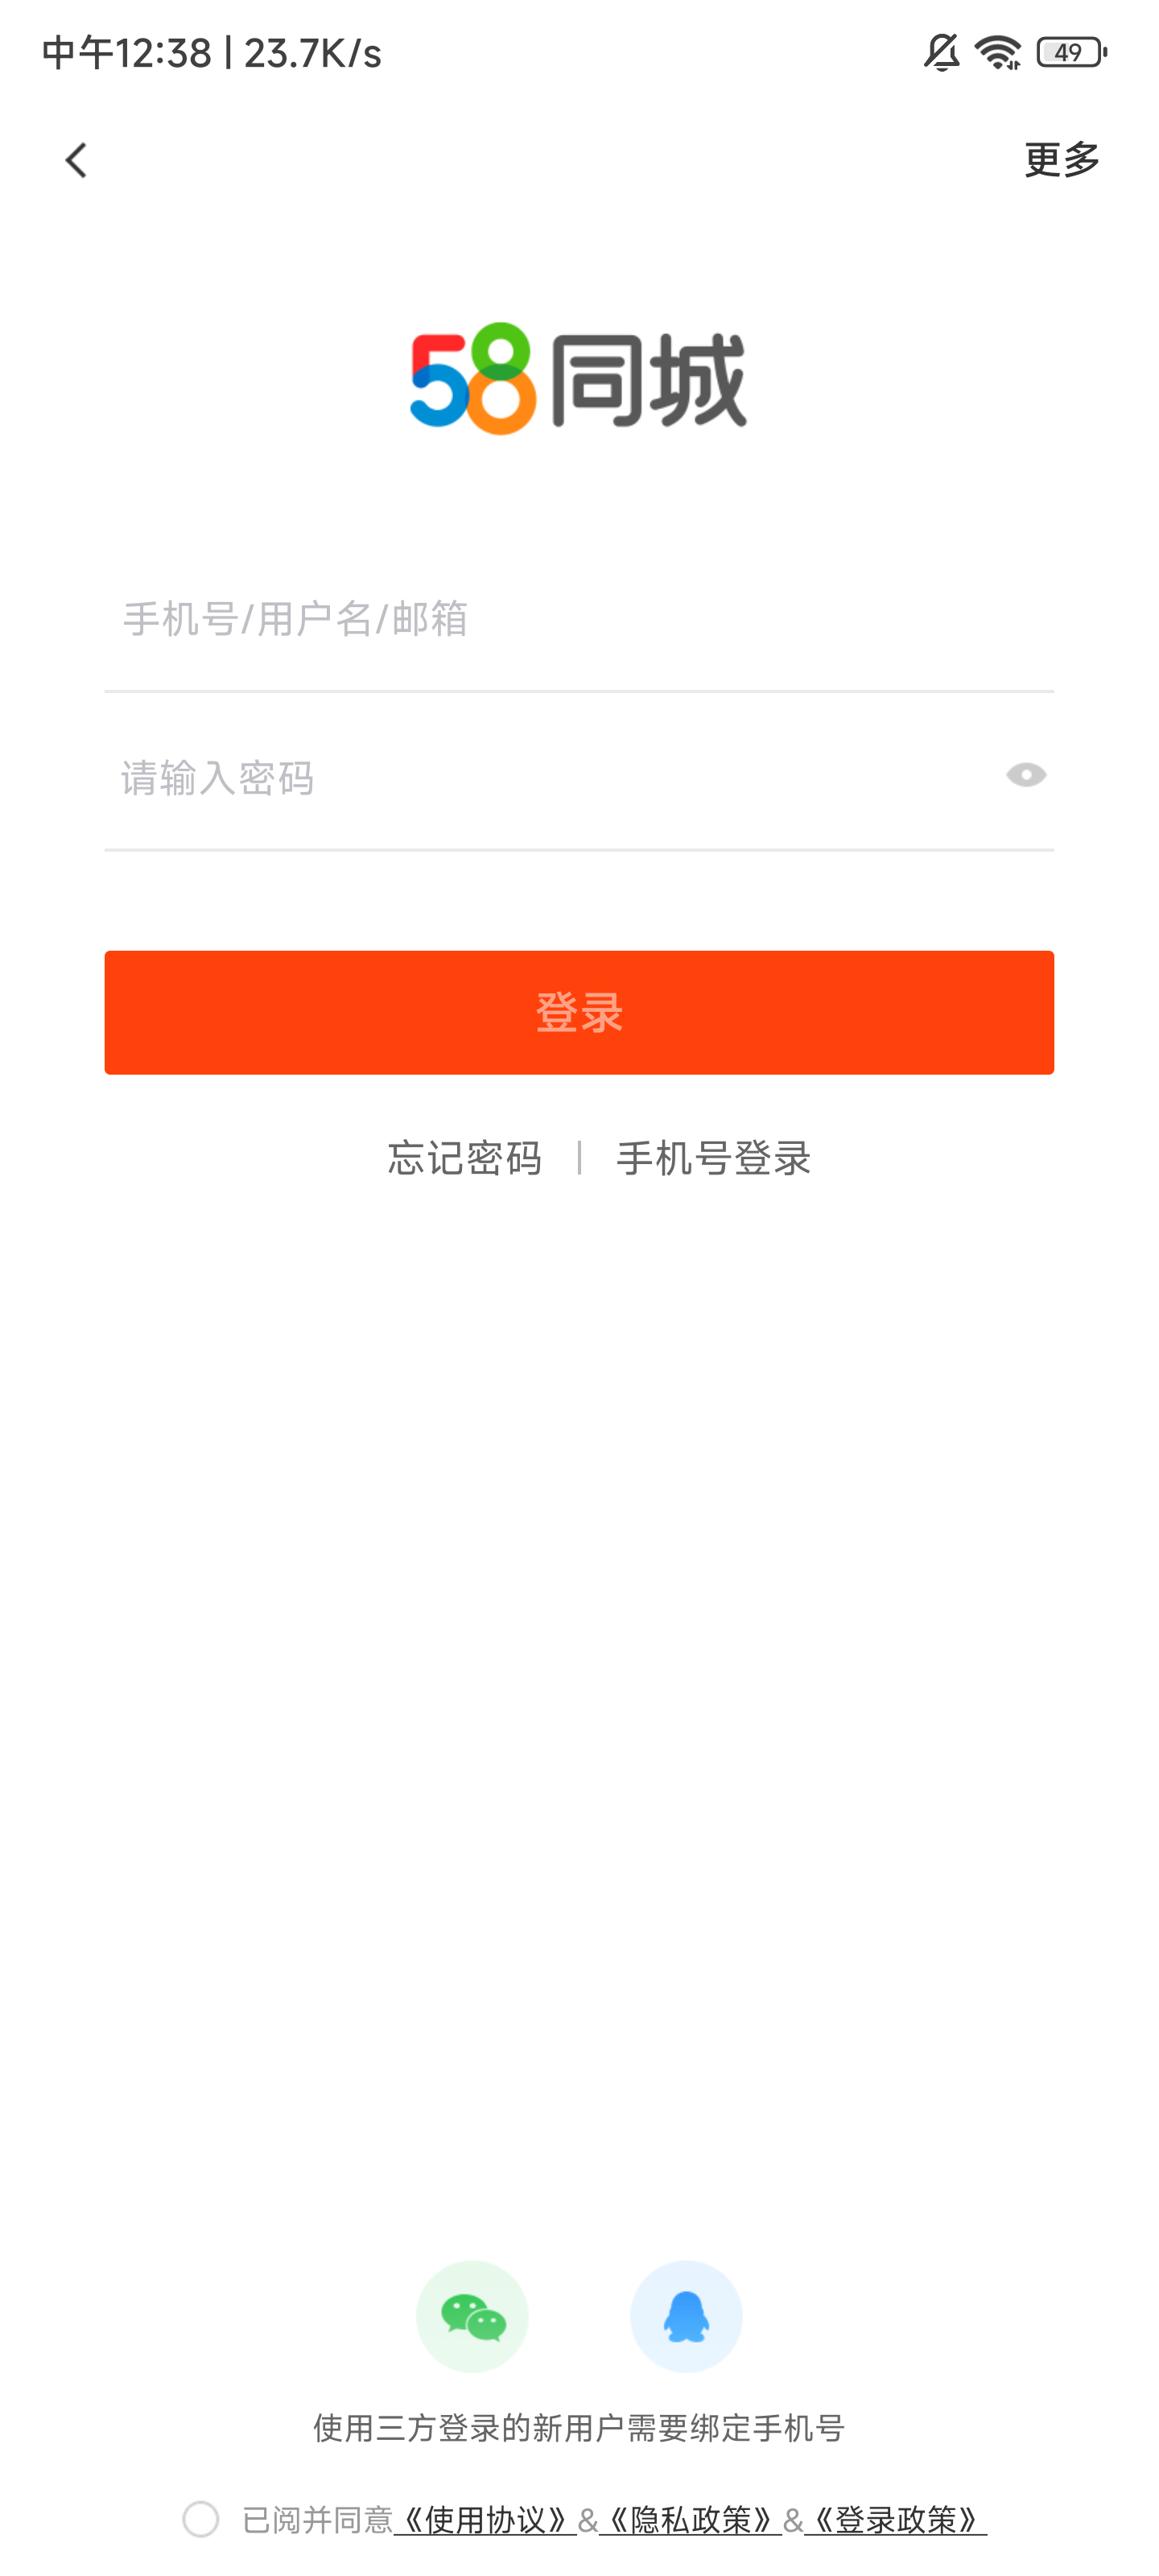 中午12:38 | 23.7K/s
49
更多
58同城
手机号/用户名/邮箱
请输入密码
登录
忘记密码 | 手机号登录
使用三方登录的新用户需要绑定手机号
已阅并同意《使用协议》&《隐私政策》&《登录政策》